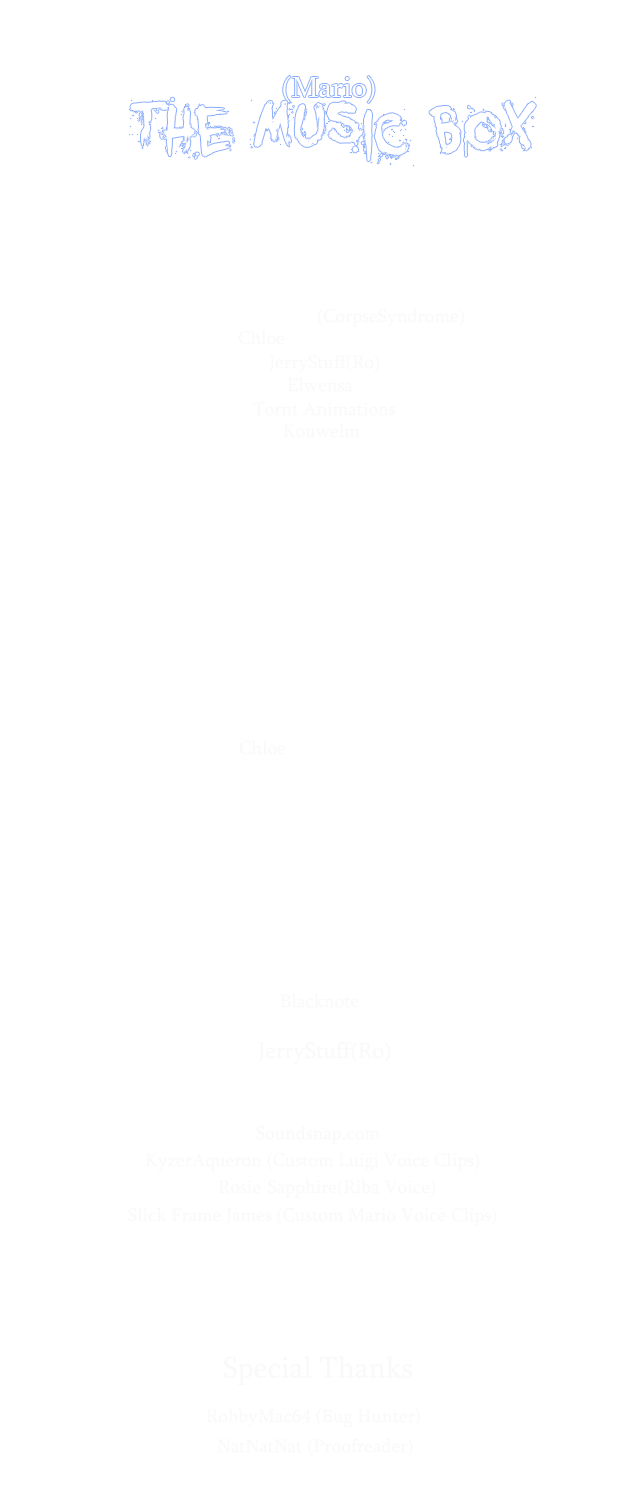 (Mario)
THE MUSIC BOX
(CorpseSyndrome)
Chloe
JerryStuff(Ro)
Elwensa
Torni Animations
Kouwehu
Chloe
Blacknote
JerryStuff(Ro)
Soundsnap.com
KyzerAqueron (Custom Luigi Voice Clips)
Rosie Sapphire(Riba Voice)
Slick Frame James (Custom Mario Voice Clips)
Special Thanks
RobbyMac64 (Bug Hunter)
NatNatNat (Proofreader)